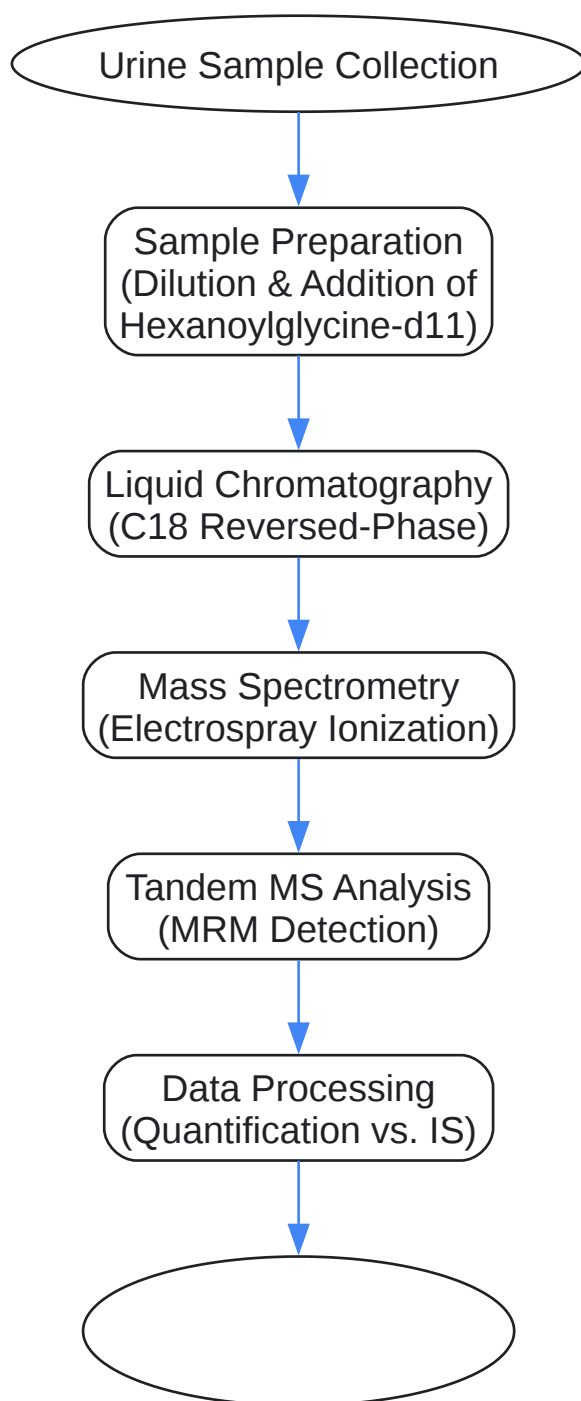 Urine Sample Collection
Sample Preparation
(Dilution & Addition of
Hexanoylglycine-d11)
Liquid Chromatography
(C18 Reversed-Phase)
Mass Spectrometry
(Electrospray Ionization)
Tandem MS Analysis
(MRM Detection)
Data Processing
(Quantification vs. IS)